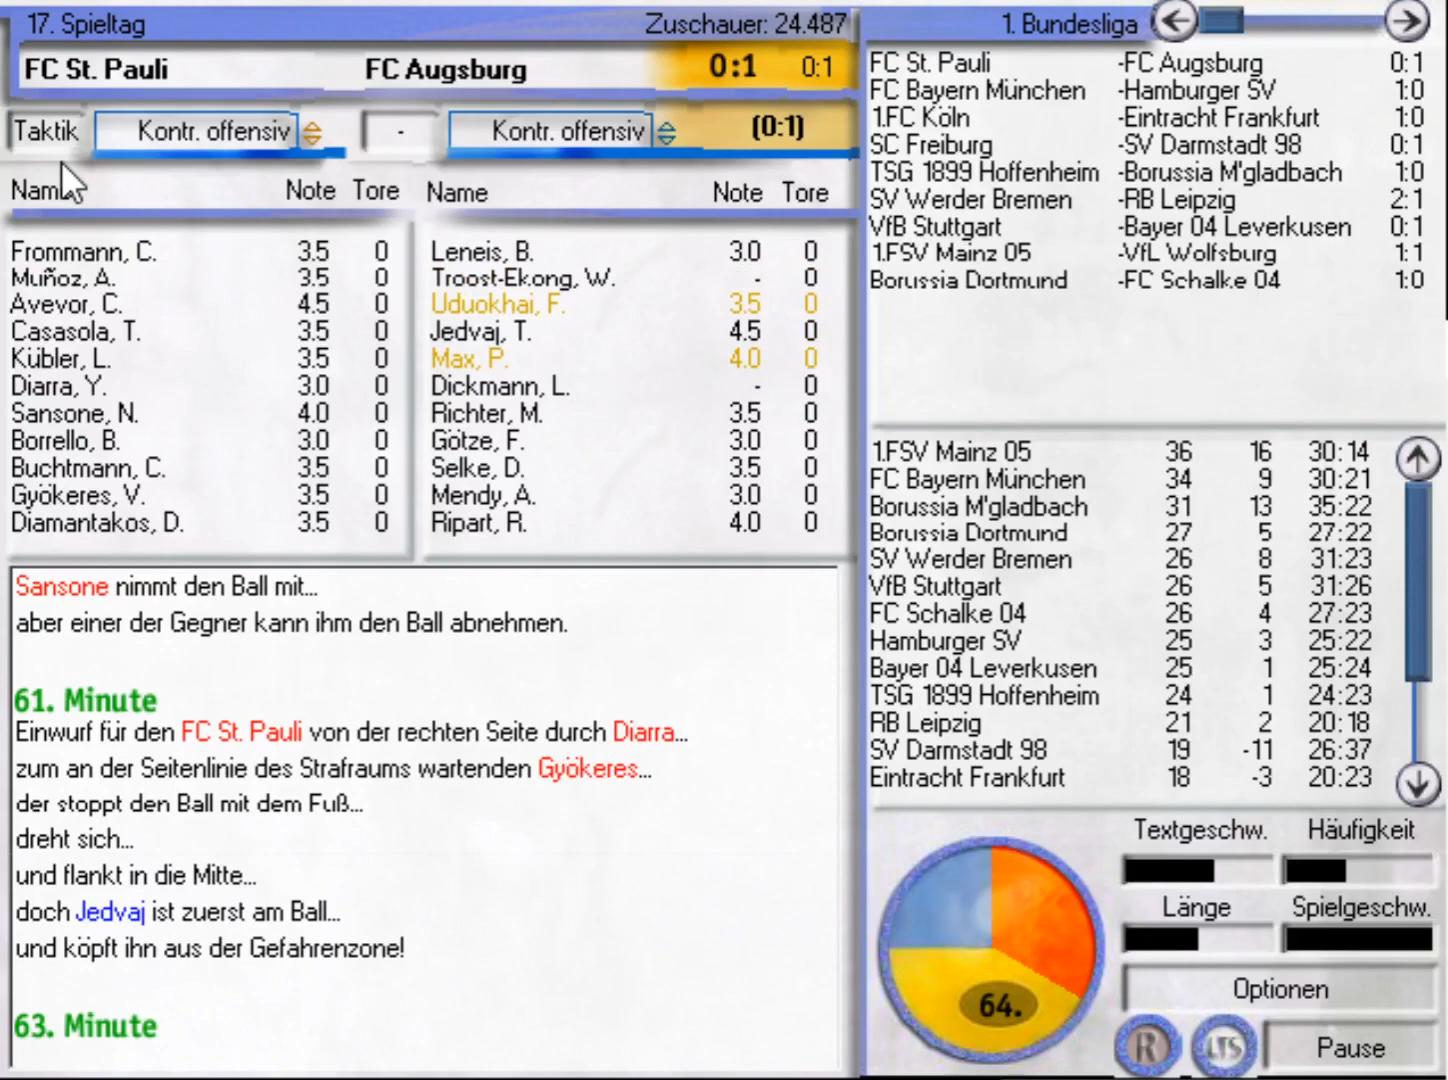 17. Spieltag
Zuschauer: 24.487
FC St. Pauli FC Augsburg 0:1 0:1
Taktik Kontr. offensiv - Kontr. offensiv (0:1)
Name Note Tore Name Note Tore
Frommann, C. 3.5 0 Leneis, B. 3.0 0
Muñoz, A. 3.5 0 Troost-Ekong, W. - 0
Avevor, C. 4.5 0 Uduokhai, F. 3.5 0
Casasola, T. 3.5 0 Jedvaj, T. 4.5 0
Kübler, L. 3.5 0 Max, P. 4.0 0
Diarra, Y. 3.0 0 Dickmann, L. - 0
Sansone, N. 4.0 0 Richter, M. 3.5 0
Borrello, B. 3.0 0 Götze, F. 3.0 0
Buchtmann, C. 3.5 0 Selke, D. 3.5 0
Gyökeres, V. 3.5 0 Mendy, A. 3.0 0
Diamantakos, D. 3.5 0 Ripart, R. 4.0 0
Sansone nimmt den Ball mit...
aber einer der Gegner kann ihm den Ball abnehmen.
61. Minute
Einwurf für den FC St. Pauli von der rechten Seite durch Diarra...
zum an der Seitenlinie des Strafraums wartenden Gyökeres...
der stoppt den Ball mit dem Fuß...
dreht sich...
und flankt in die Mitte...
doch Jedvaj ist zuerst am Ball...
und köpft ihn aus der Gefahrenzone!
63. Minute
1. Bundesliga
FC St. Pauli -FC Augsburg 0:1
FC Bayern München -Hamburger SV 1:0
1.FC Köln -Eintracht Frankfurt 1:0
SC Freiburg -SV Darmstadt 98 0:1
TSG 1899 Hoffenheim -Borussia M'gladbach 1:0
SV Werder Bremen -RB Leipzig 2:1
VfB Stuttgart -Bayer 04 Leverkusen 0:1
1.FSV Mainz 05 -VfL Wolfsburg 1:1
Borussia Dortmund -FC Schalke 04 1:0
1.FSV Mainz 05 36 16 30:14
FC Bayern München 34 9 30:21
Borussia M'gladbach 31 13 35:22
Borussia Dortmund 27 5 27:22
SV Werder Bremen 26 8 31:23
VfB Stuttgart 26 5 31:26
FC Schalke 04 26 4 27:23
Hamburger SV 25 3 25:22
Bayer 04 Leverkusen 25 1 25:24
TSG 1899 Hoffenheim 24 1 24:23
RB Leipzig 21 2 20:18
SV Darmstadt 98 19 -11 26:37
Eintracht Frankfurt 18 -3 20:23
64.
Textgeschw. Häufigkeit
Länge Spielgeschw.
Optionen
R LTS Pause